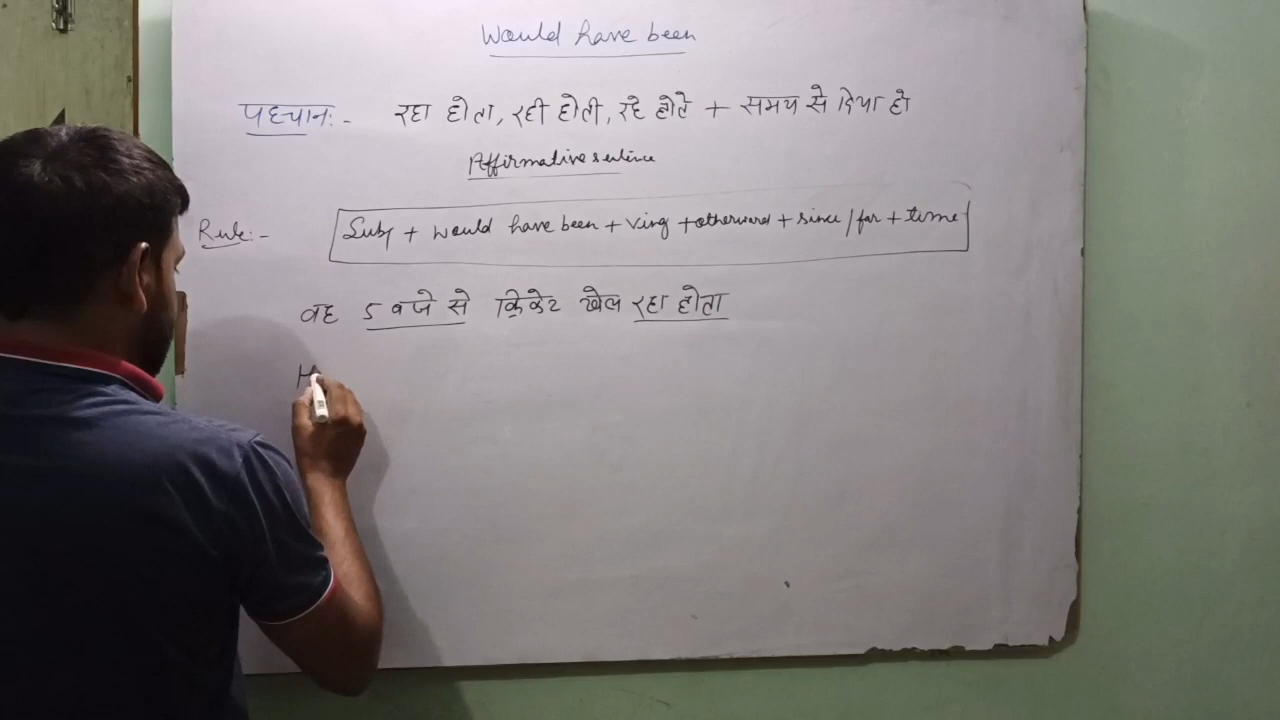 Would have been
पहचानः- रहा होता, रही होती, रहे होते + समय से दिया हो
Affirmative sentence
Rule:- Subj + would have been + Ving + otherword + since / for + time
वह 5 बजे से क्रिकेट खेल रहा होता
H